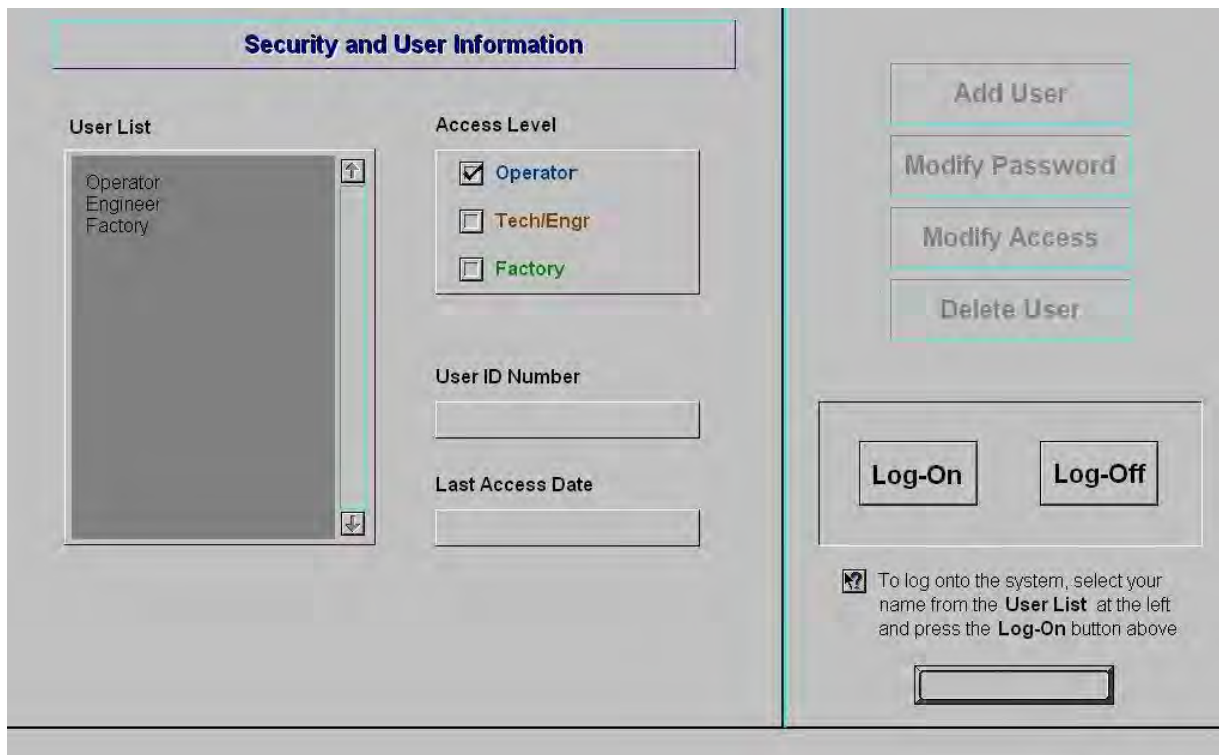 Security and User Information
User List
Operator
Engineer
Factory
Access Level
Operator
Tech/Engr
Factory
User ID Number
Last Access Date
Add User
Modify Password
Modify Access
Delete User
Log-On
Log-Off
To log onto the system, select your
name from the User List at the left
and press the Log-On button above